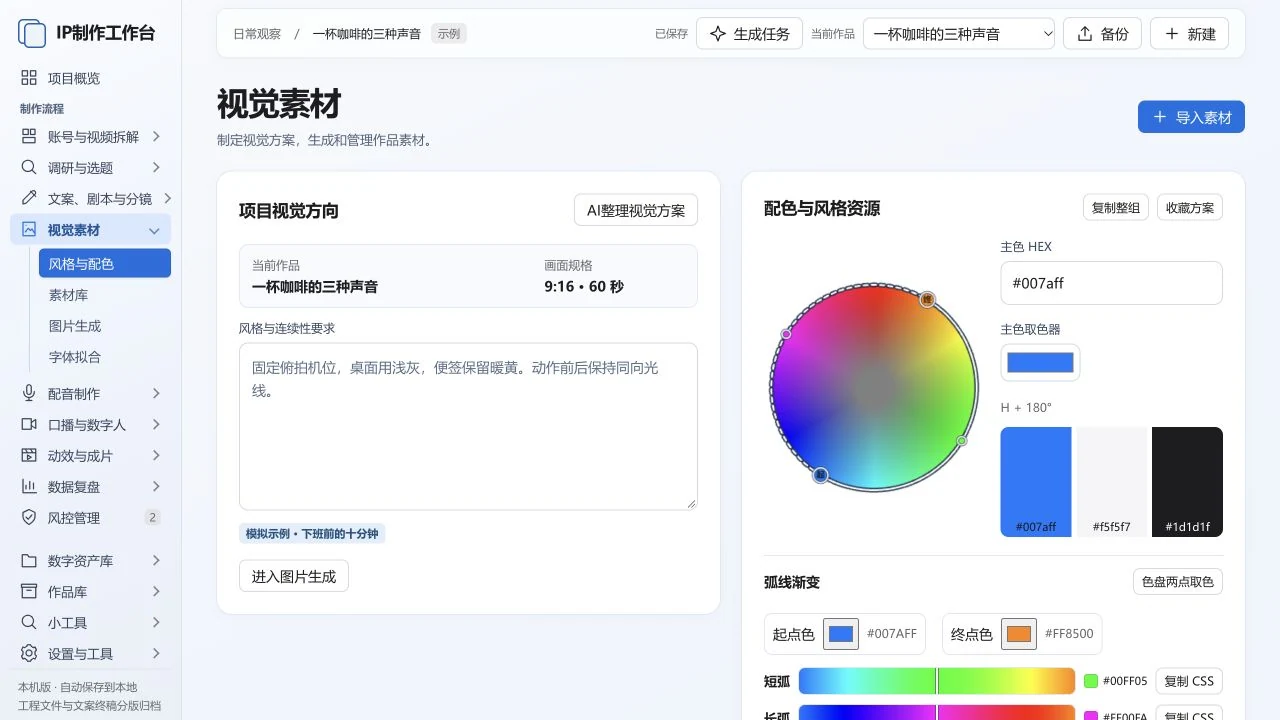 IP制作工作台
项目概览
制作流程
账号与视频拆解
调研与选题
文案、剧本与分镜
视觉素材
风格与配色
素材库
图片生成
字体拟合
配音制作
口播与数字人
动效与成片
数据复盘
风控管理 2
数字资产库
作品库
小工具
设置与工具
本机版 · 自动保存到本地
工程文件与文案终稿分版归档
日常观察 / 一杯咖啡的三种声音 示例
已保存 生成任务 当前作品 一杯咖啡的三种声音 备份 新建
视觉素材
制定视觉方案，生成和管理作品素材。
导入素材
项目视觉方向 AI整理视觉方案
当前作品 画面规格
一杯咖啡的三种声音 9:16 · 60 秒
风格与连续性要求
固定俯拍机位，桌面用浅灰，便签保留暖黄。动作前后保持同向光
线。
模拟示例 · 下班前的十分钟
进入图片生成
配色与风格资源 复制整组 收藏方案
终
起
主色 HEX
#007aff
主色取色器
H + 180°
#007aff #f5f5f7 #1d1d1f
弧线渐变 色盘两点取色
起点色 #007AFF 终点色 #FF8500
短弧 #00FF05 复制 CSS
长弧 #FF00FA 复制 CSS